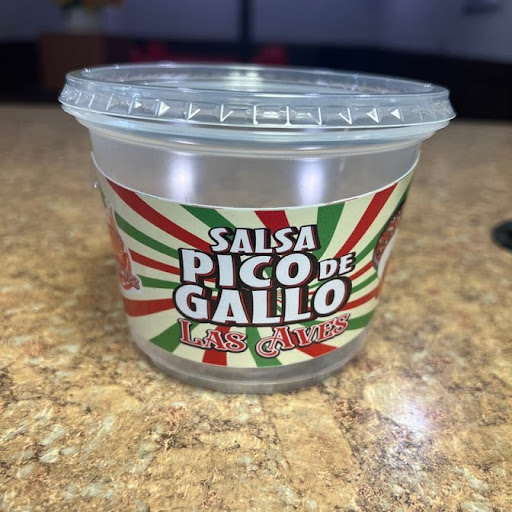 SALSA
PICO DE
GALLO
LAS AVES